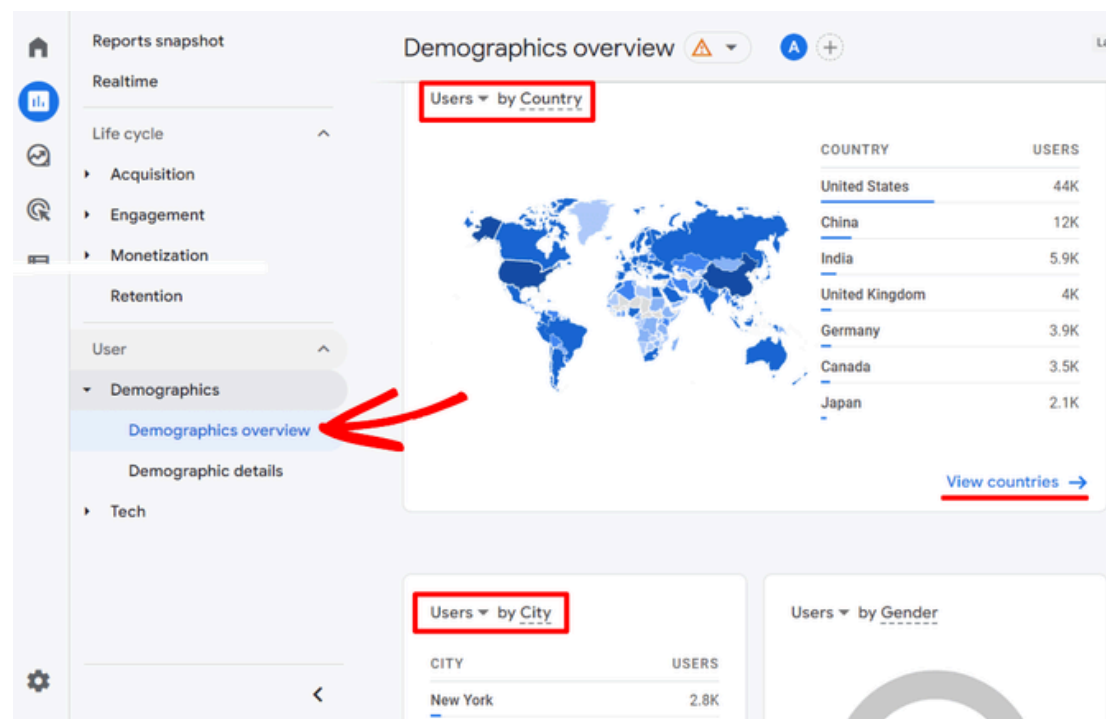 Reports snapshot
Realtime
Life cycle
Acquisition
Engagement
Monetization
Retention
User
Demographics
Demographics overview
Demographic details
Tech
Demographics overview
A
Users by Country
COUNTRY USERS
United States 44K
China 12K
India 5.9K
United Kingdom 4K
Germany 3.9K
Canada 3.5K
Japan 2.1K
View countries
Users by City
CITY USERS
New York 2.8K
Users by Gender